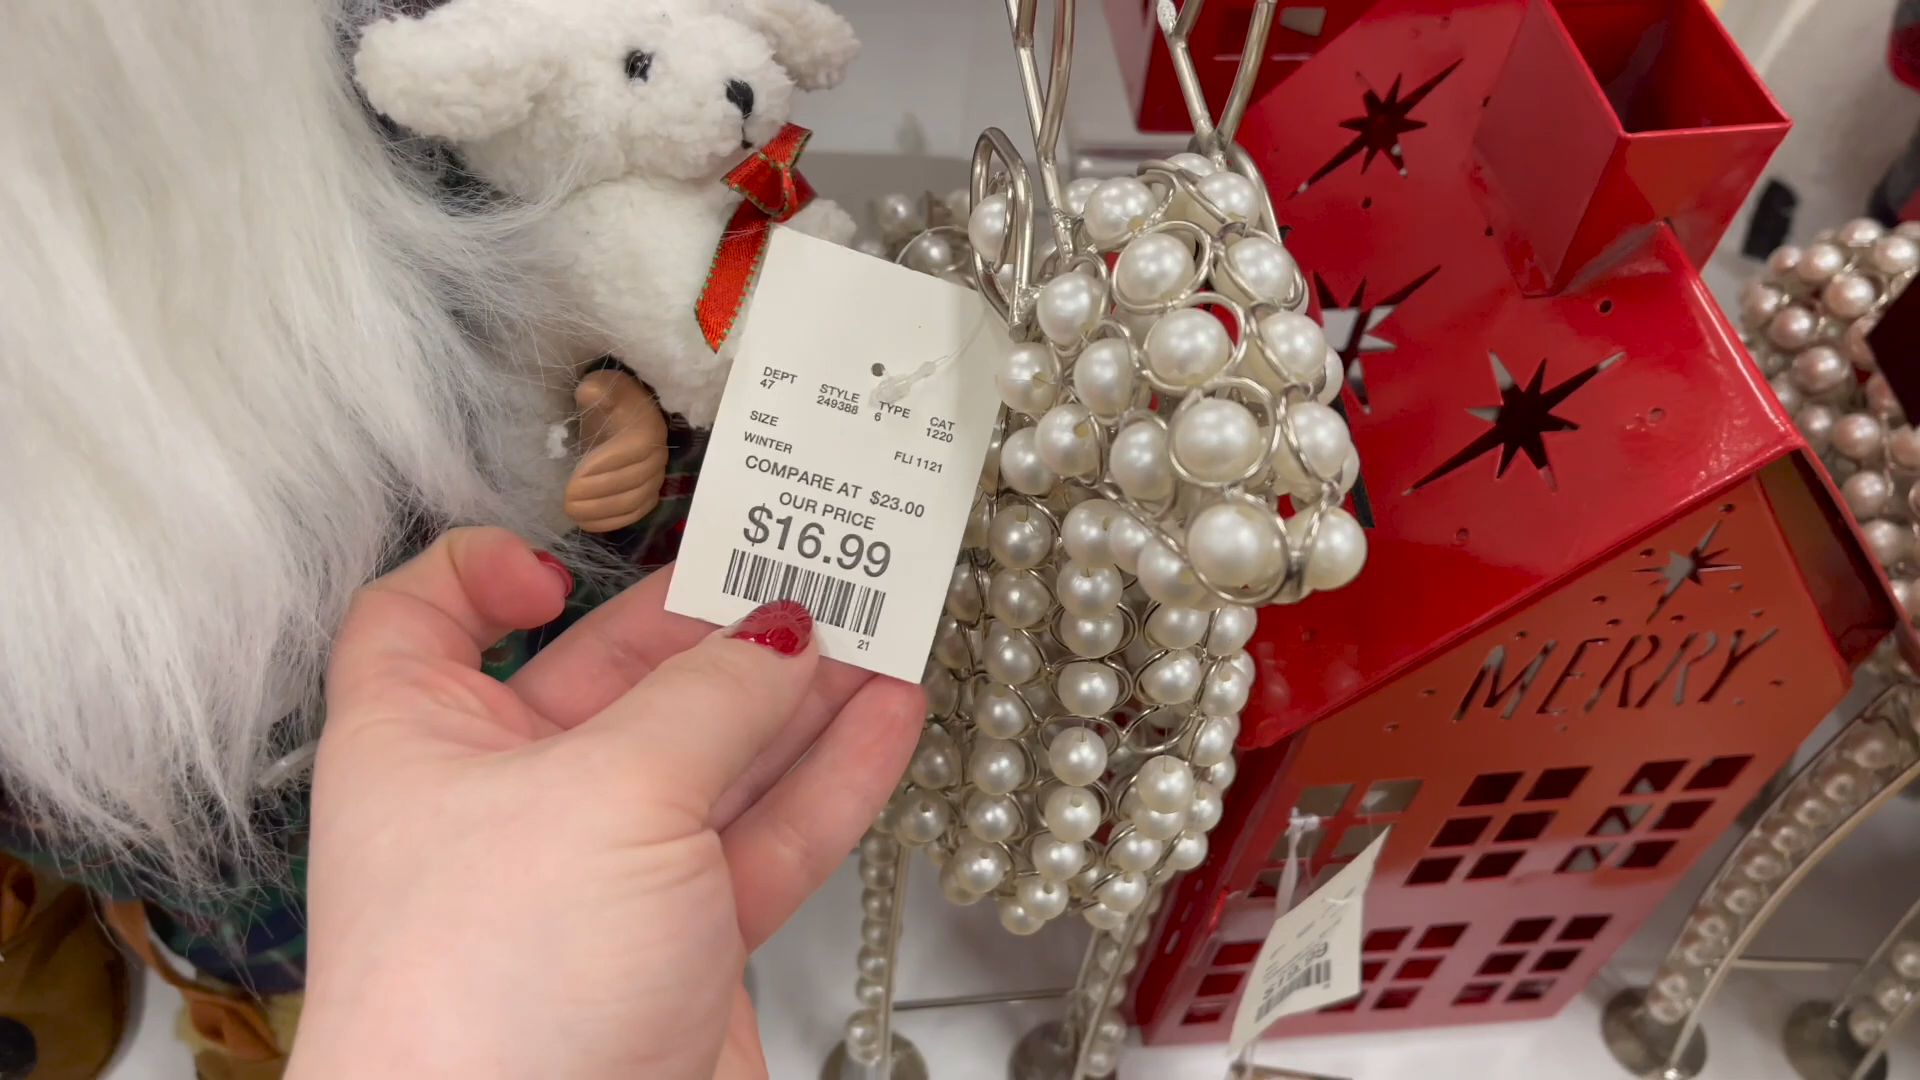 DEPT STYLE TYPE CAT
47 249388 6 1220
SIZE
WINTER FLI 1121
COMPARE AT $23.00
OUR PRICE
$16.99
21
MERRY